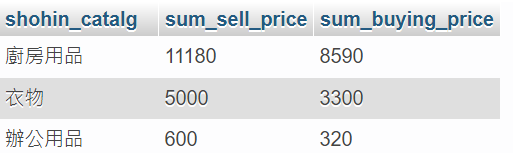 shohin_catalg sum_sell_price sum_buying_price
廚房用品 11180 8590
衣物 5000 3300
辦公用品 600 320